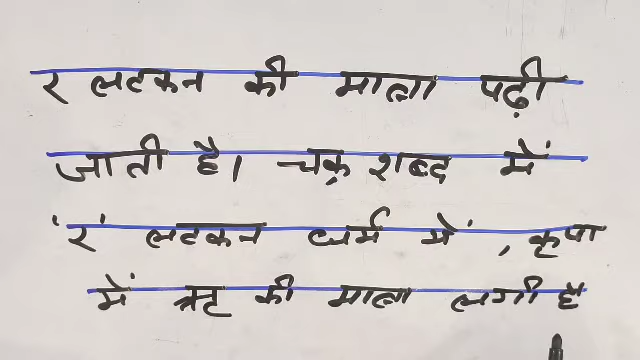 र लटकन की मात्रा पढ़ी
जाती है। चक्र शब्द में
'र' लटकन धर्म में, कृपा
में ऋ की मात्रा लगी है